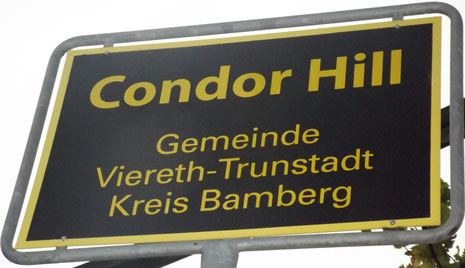 Condor Hill
Gemeinde
Viereth-Trunstadt
Kreis Bamberg